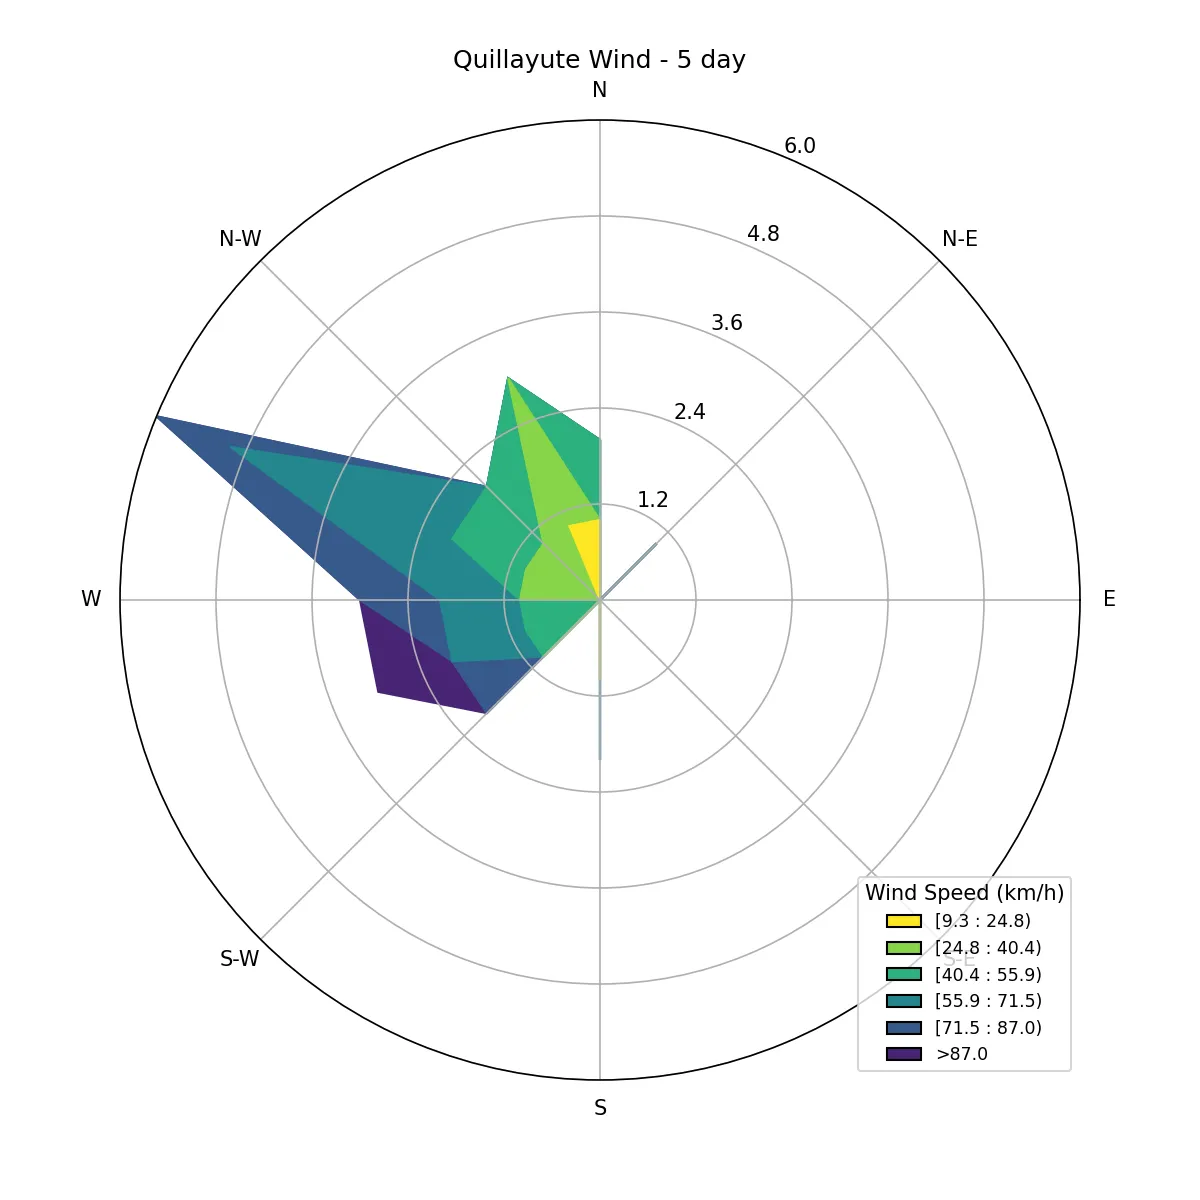 Quillayute Wind - 5 day
N
6.0
N-W
N-E
4.8
3.6
2.4
1.2
W
E
Wind Speed (km/h)
[9.3 : 24.8)
[24.8 : 40.4)
S-W
S-E
[40.4 : 55.9)
[55.9 : 71.5)
[71.5 : 87.0)
>87.0
S